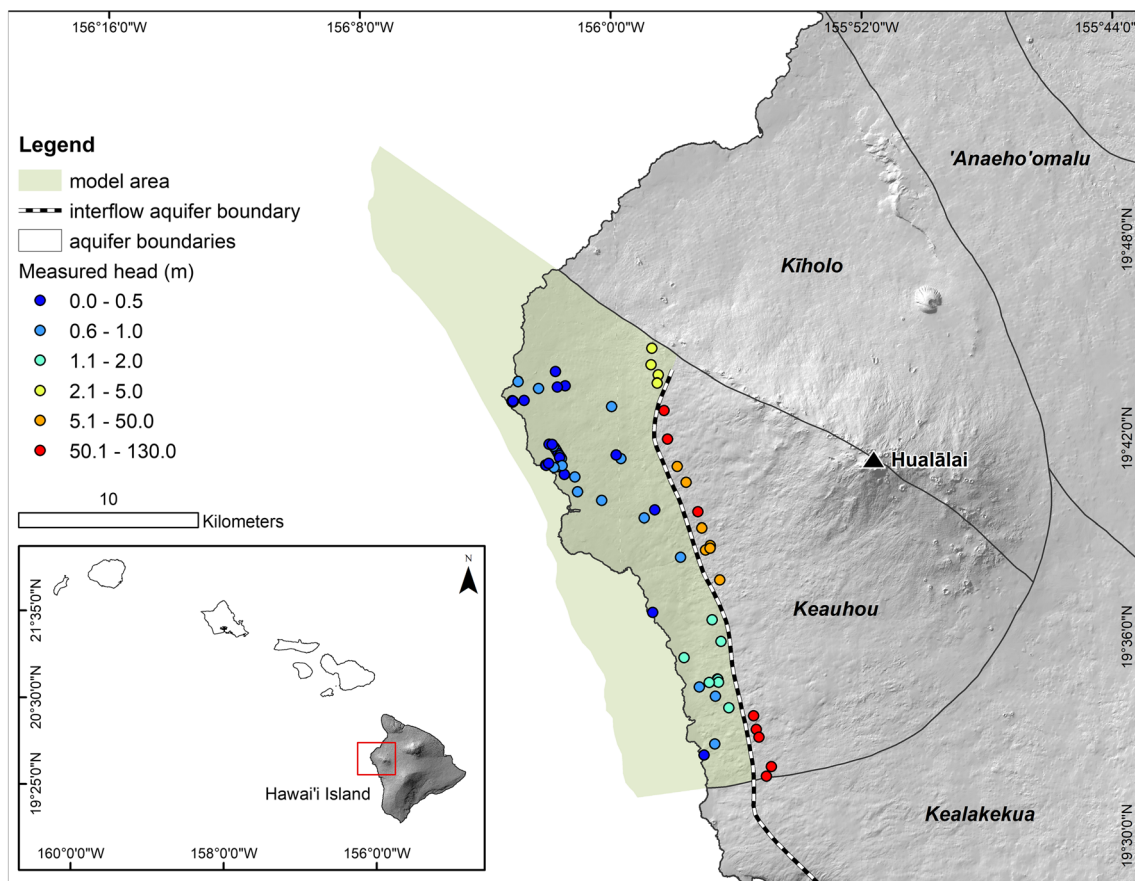 156°16'0"W 156°8'0"W 156°0'0"W 155°52'0"W 155°44'0"W
Legend
model area
interflow aquifer boundary
aquifer boundaries
Measured head (m)
0.0 - 0.5
0.6 - 1.0
1.1 - 2.0
2.1 - 5.0
5.1 - 50.0
50.1 - 130.0
10
Kilometers
'Anaeho'omalu
Kīholo
Hualālai
Keauhou
Kealakekua
19°48'0"N
19°42'0"N
19°36'0"N
19°30'0"N
N
21°35'0"N
20°30'0"N
19°25'0"N
Hawai'i Island
160°0'0"W 158°0'0"W 156°0'0"W